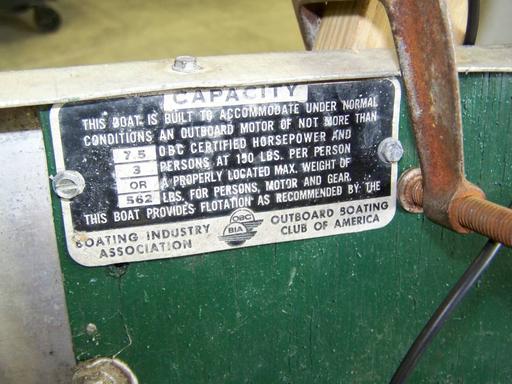 CAPACITY
THIS BOAT IS BUILT TO ACCOMMODATE UNDER NORMAL
CONDITIONS AN OUTBOARD MOTOR OF NOT MORE THAN
7.5 OBC CERTIFIED HORSEPOWER AND
3 PERSONS AT 150 LBS. PER PERSON
OR A PROPERLY LOCATED MAX. WEIGHT OF
562 LBS. FOR PERSONS, MOTOR AND GEAR.
THIS BOAT PROVIDES FLOTATION AS RECOMMENDED BY THE
BOATING INDUSTRY ASSOCIATION
OBC
BIA
OUTBOARD BOATING CLUB OF AMERICA